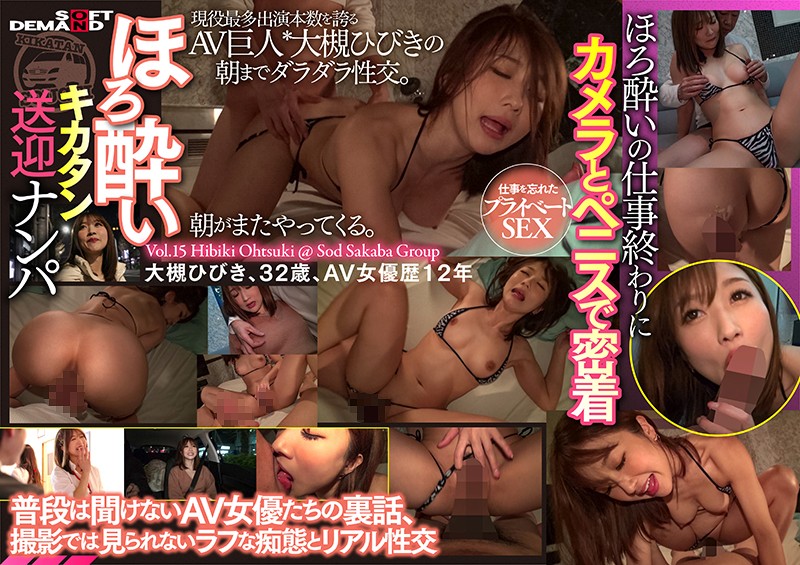 SOFT ON DEMAND
KIKATAN
ほろ酔い
キカタン
送迎ナンパ
現役最多出演本数を誇る
AV巨人*大槻ひびきの
朝までダラダラ性交。
朝がまたやってくる。
Vol.15 Hibiki Ohtsuki @ Sod Sakaba Group
大槻ひびき、32歳、AV女優歴12年
仕事を忘れた
プライベート
SEX
ほろ酔いの仕事終わりに
カメラとペニスで密着
普段は聞けないAV女優たちの裏話、
撮影では見られないラフな痴態とリアル性交